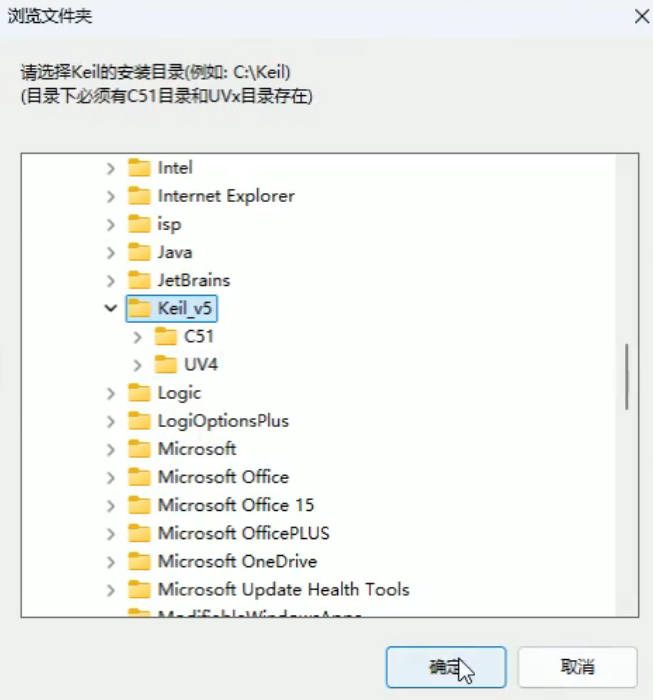 浏览文件夹
请选择Keil的安装目录(例如: C:\Keil)
(目录下必须有C51目录和UVx目录存在)
Intel
Internet Explorer
isp
Java
JetBrains
Keil_v5
C51
UV4
Logic
LogiOptionsPlus
Microsoft
Microsoft Office
Microsoft Office 15
Microsoft OfficePLUS
Microsoft OneDrive
Microsoft Update Health Tools
ModifiableWindowsApps
确定
取消